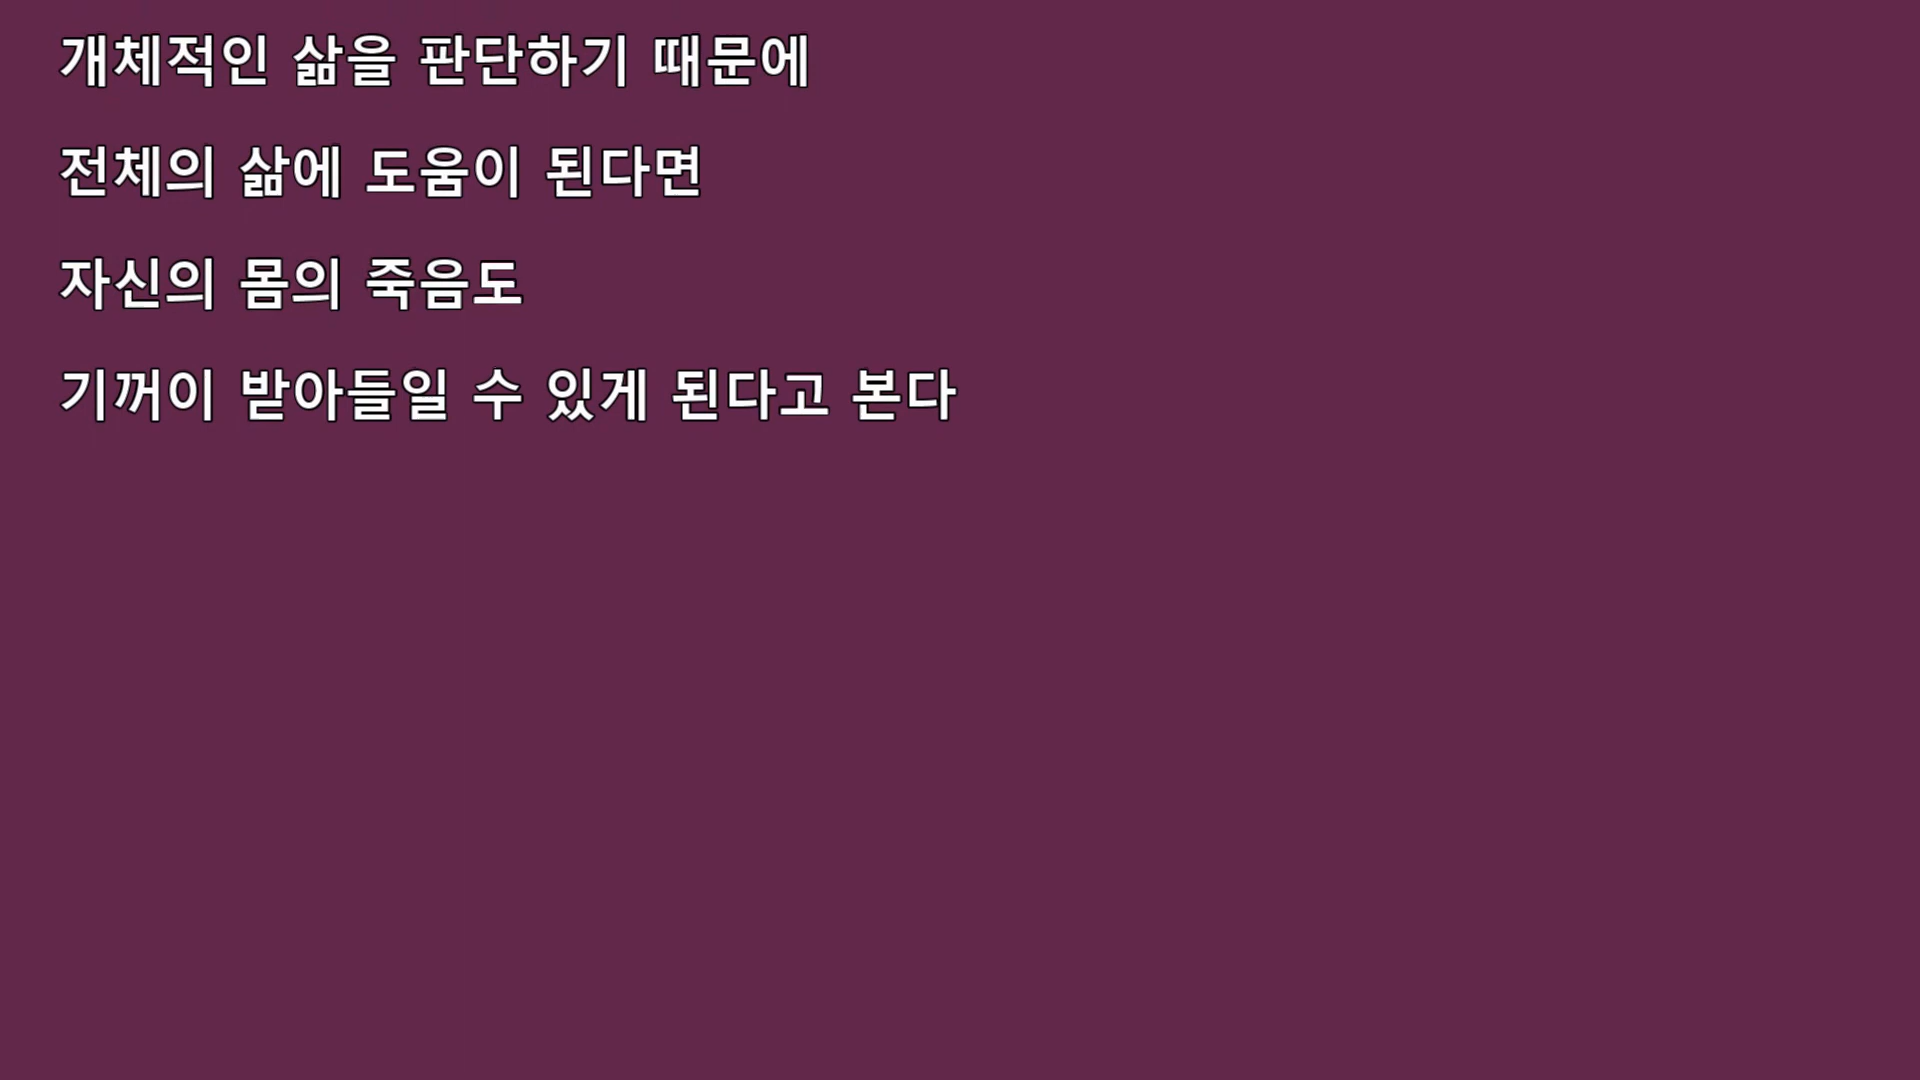 개체적인 삶을 판단하기 때문에
전체의 삶에 도움이 된다면
자신의 몸의 죽음도
기꺼이 받아들일 수 있게 된다고 본다